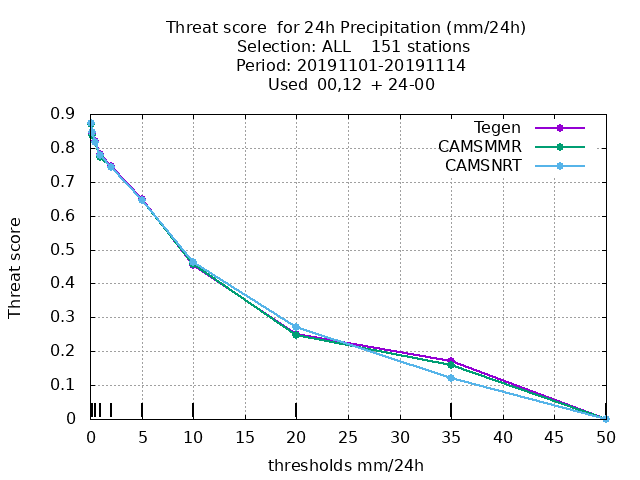 Threat score  for 24h Precipitation (mm/24h)
Selection: ALL    151 stations
Period: 20191101-20191114
Used  00,12  + 24-00
Tegen
CAMSMMR
CAMSNRT
Threat score
0.9
0.8
0.7
0.6
0.5
0.4
0.3
0.2
0.1
0
0 5 10 15 20 25 30 35 40 45 50
thresholds mm/24h